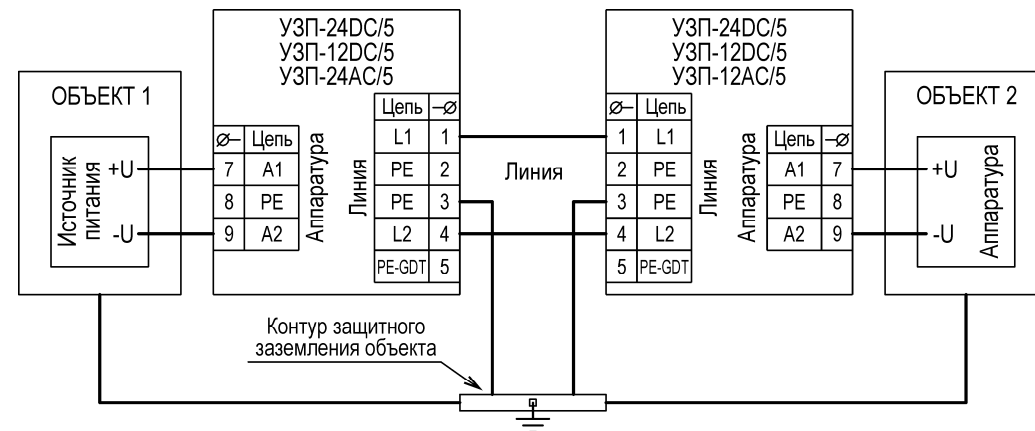 УЗП-24DC/5
УЗП-12DC/5
УЗП-24AC/5
УЗП-24DC/5
УЗП-12DC/5
УЗП-12AC/5
ОБЪЕКТ 1
Источник
питания
+U
-U
Цепь
7 A1
8 PE
9 A2
Аппаратура
Линия
Цепь
L1 1
PE 2
PE 3
L2 4
PE-GDT 5
Линия
Цепь
1 L1
2 PE
3 PE
4 L2
5 PE-GDT
Линия
Аппаратура
Цепь
A1 7
PE 8
A2 9
ОБЪЕКТ 2
+U
-U
Аппаратура
Контур защитного
заземления объекта